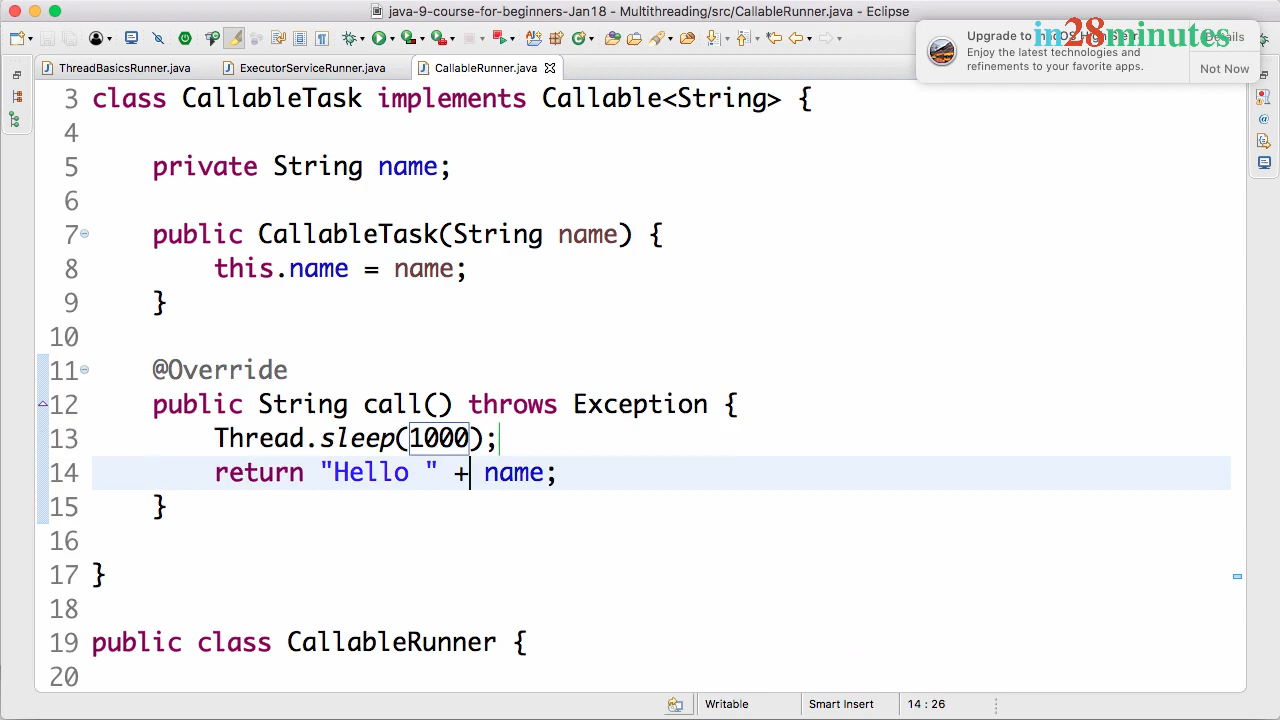 java-9-course-for-beginners-Jan18 - Multithreading/src/CallableRunner.java - Eclipse
in28minutes
Upgrade to
Enjoy the latest technologies and
refinements to your favorite apps.
Not Now
ThreadBasicsRunner.java
ExecutorServiceRunner.java
CallableRunner.java
3 class CallableTask implements Callable<String> {
4
5 private String name;
6
7 public CallableTask(String name) {
8 this.name = name;
9 }
10
11 @Override
12 public String call() throws Exception {
13 Thread.sleep(1000);
14 return "Hello " + name;
15 }
16
17 }
18
19 public class CallableRunner {
20
Writable
Smart Insert
14 : 26